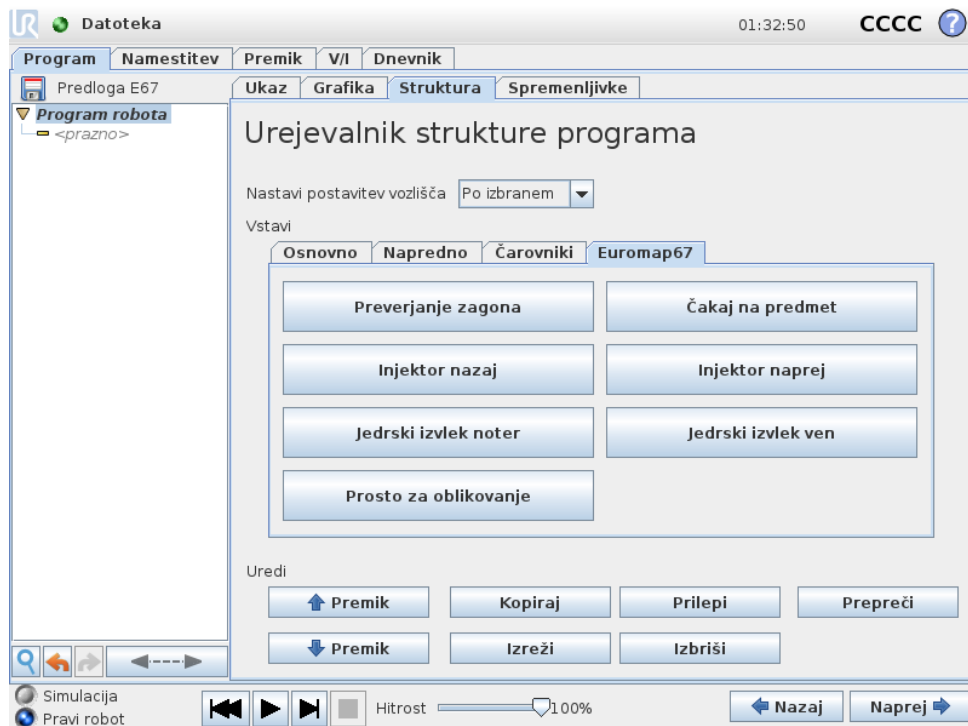 UR Datoteka 01:32:50 CCCC ?
Program Namestitev Premik V/I Dnevnik
Predloga E67
Ukaz Grafika Struktura Spremenljivke
Program robota
<prazno>
Urejevalnik strukture programa
Nastavi postavitev vozlišča Po izbranem
Vstavi
Osnovno Napredno Čarovniki Euromap67
Preverjanje zagona Čakaj na predmet
Injektor nazaj Injektor naprej
Jedrski izvlek noter Jedrski izvlek ven
Prosto za oblikovanje
Uredi
Premik Kopiraj Prilepi Prepreči
Premik Izreži Izbriši
Simulacija
Pravi robot
Hitrost 100%
Nazaj Naprej